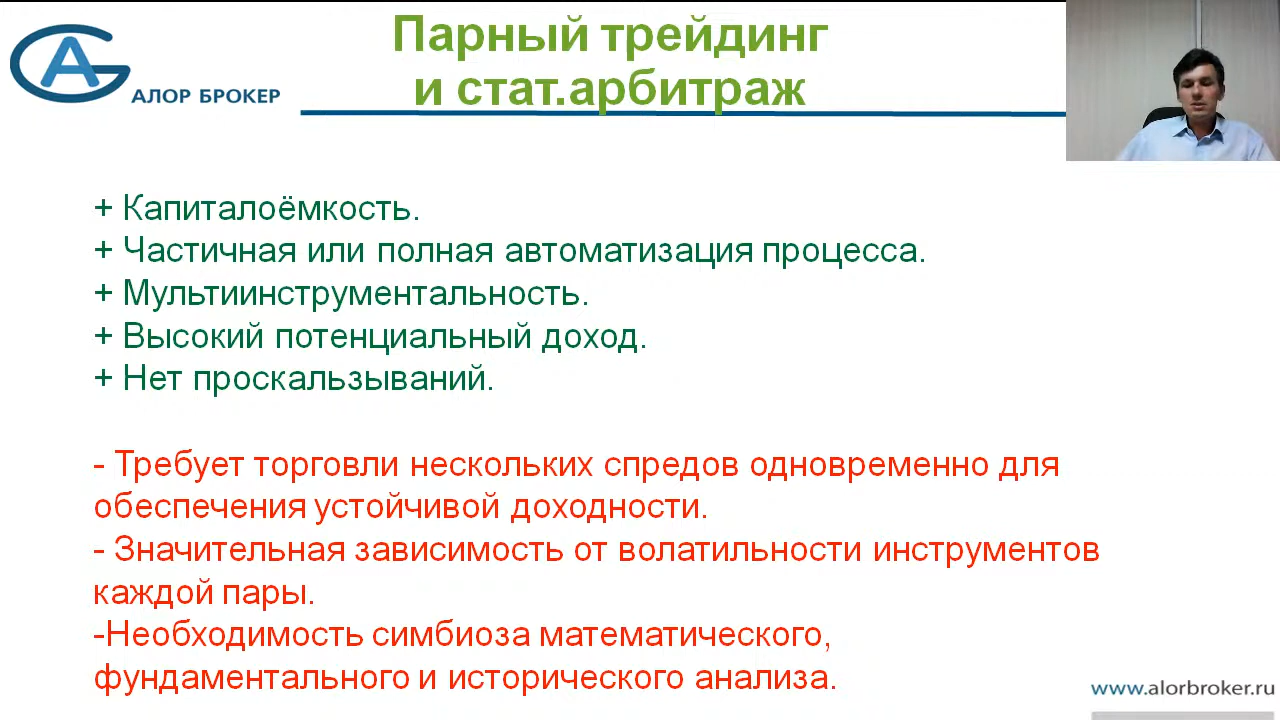 Парный трейдинг
и стат.арбитраж
АЛОР БРОКЕР
+ Капиталоёмкость.
+ Частичная или полная автоматизация процесса.
+ Мультиинструментальность.
+ Высокий потенциальный доход.
+ Нет проскальзываний.
- Требует торговли нескольких спредов одновременно для
обеспечения устойчивой доходности.
- Значительная зависимость от волатильности инструментов
каждой пары.
-Необходимость симбиоза математического,
фундаментального и исторического анализа.
www.alorbroker.ru